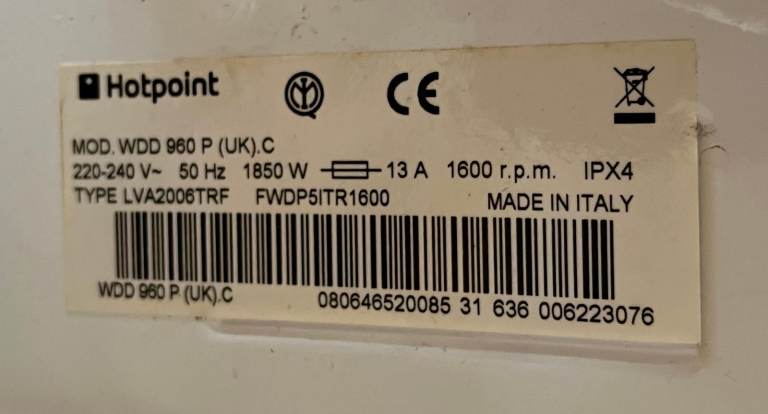 Hotpoint
CE
MOD. WDD 960 P (UK).C
220-240 V~ 50 Hz 1850 W 13 A 1600 r.p.m. IPX4
TYPE LVA2006TRF FWDP5ITR1600 MADE IN ITALY
WDD 960 P (UK).C 080646520085 31 636 006223076